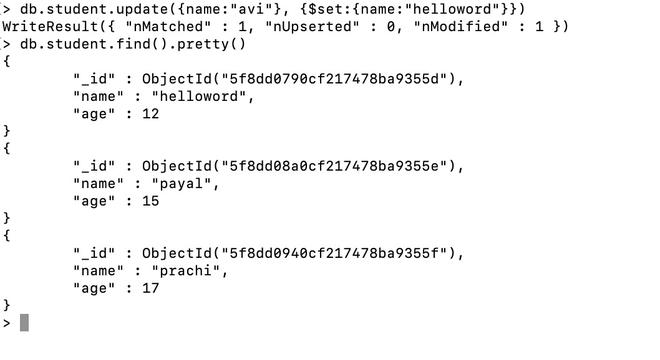 > db.student.update({name:"avi"}, {$set:{name:"helloword"}})
WriteResult({ "nMatched" : 1, "nUpserted" : 0, "nModified" : 1 })
> db.student.find().pretty()
{
        "_id" : ObjectId("5f8dd0790cf217478ba9355d"),
        "name" : "helloword",
        "age" : 12
}
{
        "_id" : ObjectId("5f8dd08a0cf217478ba9355e"),
        "name" : "payal",
        "age" : 15
}
{
        "_id" : ObjectId("5f8dd0940cf217478ba9355f"),
        "name" : "prachi",
        "age" : 17
}
>